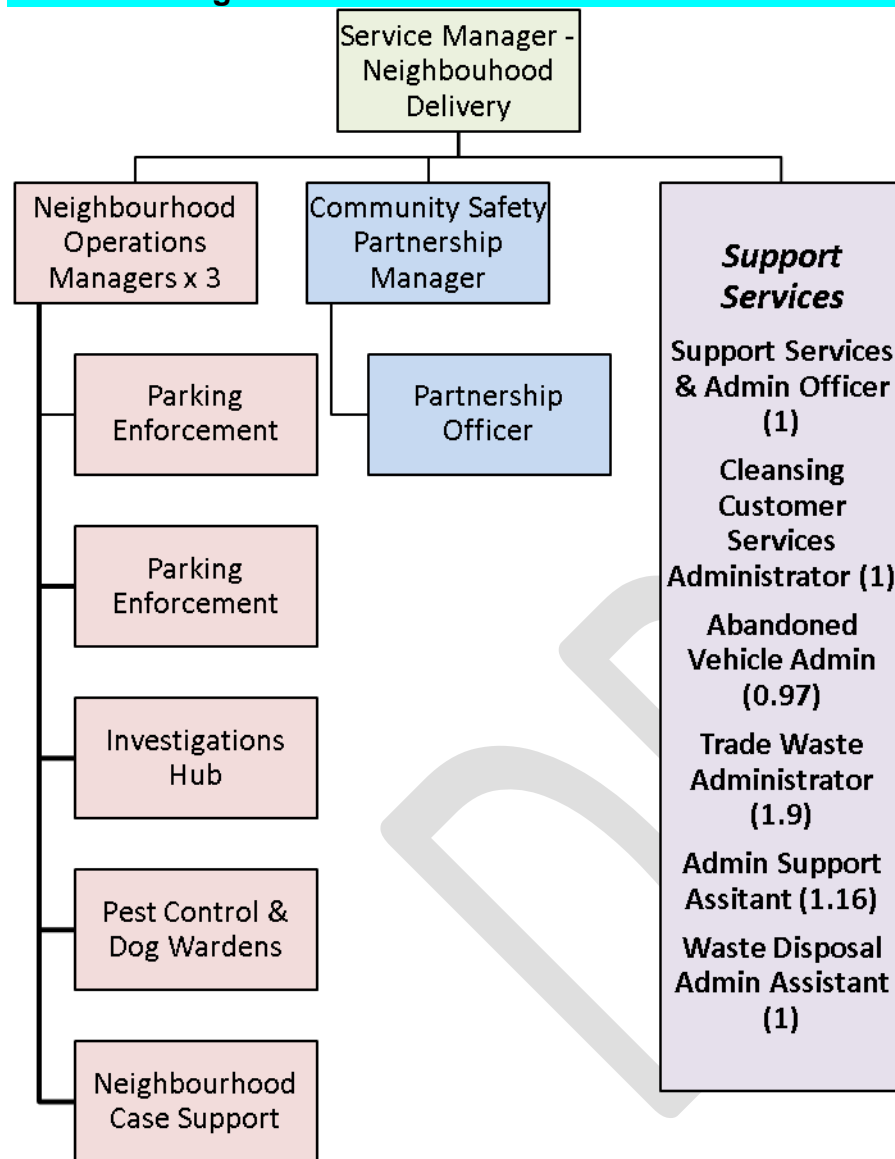 Service Manager -
Neighbouhood
Delivery
Neighbourhood
Operations
Managers x 3
Community Safety
Partnership
Manager
Support
Services
Support Services
& Admin Officer
(1)
Cleansing
Customer
Services
Administrator (1)
Abandoned
Vehicle Admin
(0.97)
Trade Waste
Administrator
(1.9)
Admin Support
Assitant (1.16)
Waste Disposal
Admin Assistant
(1)
Parking
Enforcement
Partnership
Officer
Parking
Enforcement
Investigations
Hub
Pest Control &
Dog Wardens
Neighbourhood
Case Support